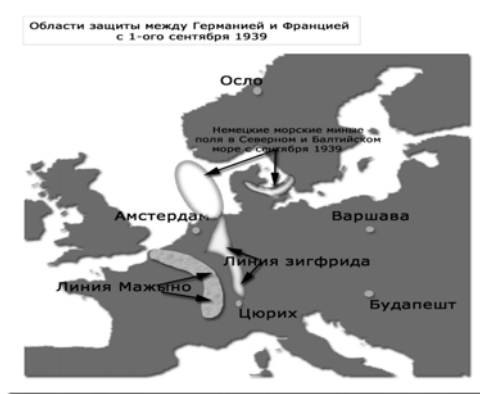 Области защиты между Германией и Францией
с 1-ого сентября 1939
Осло
Немецкие морские минные
поля в Северном и Балтийском
море с сентября 1939
Амстердам
Варшава
Линия зигфрида
Линия Мажыно
Цюрих
Будапешт